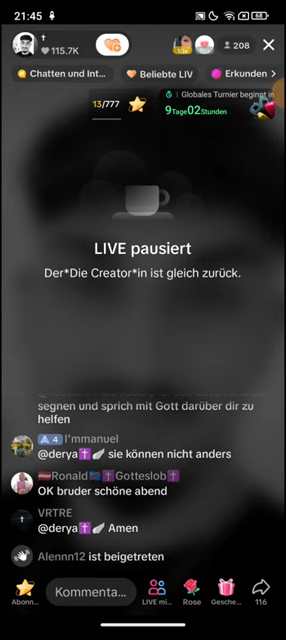 21:45
68
†
115.7K
10+
208
Chatten und Int...
Beliebte LIV
Erkunden
13/777
Globales Turnier beginnt in
9Tage02Stunden
LIVE pausiert
Der*Die Creator*in ist gleich zurück.
segnen und sprich mit Gott darüber dir zu
helfen
4 I'mmanuel
@derya✝️🪽 sie können nicht anders
Ronald Gotteslob✝️
OK bruder schöne abend
VRTRE
@derya✝️🪽 Amen
Alennn12 ist beigetreten
Abonn...
Kommenta...
LIVE mi...
Rose
Gesche...
116